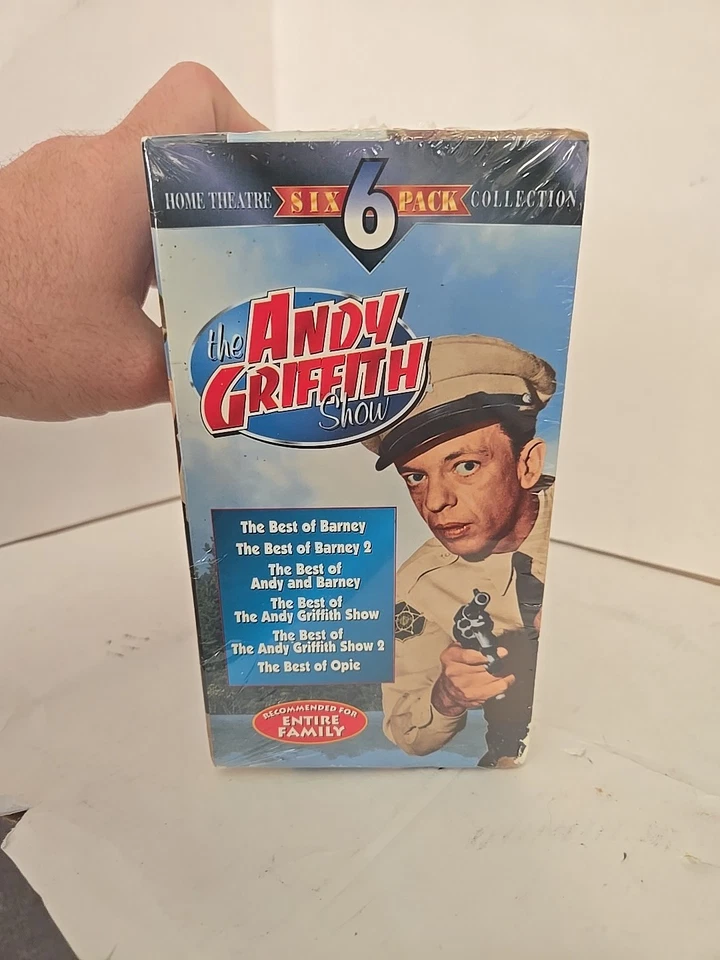 HOME THEATRE SIX 6 PACK COLLECTION
the ANDY
GRIFFITH
Show
The Best of Barney
The Best of Barney 2
The Best of
Andy and Barney
The Best of
The Andy Griffith Show
The Best of
The Andy Griffith Show 2
The Best of Opie
RECOMMENDED FOR
ENTIRE
FAMILY